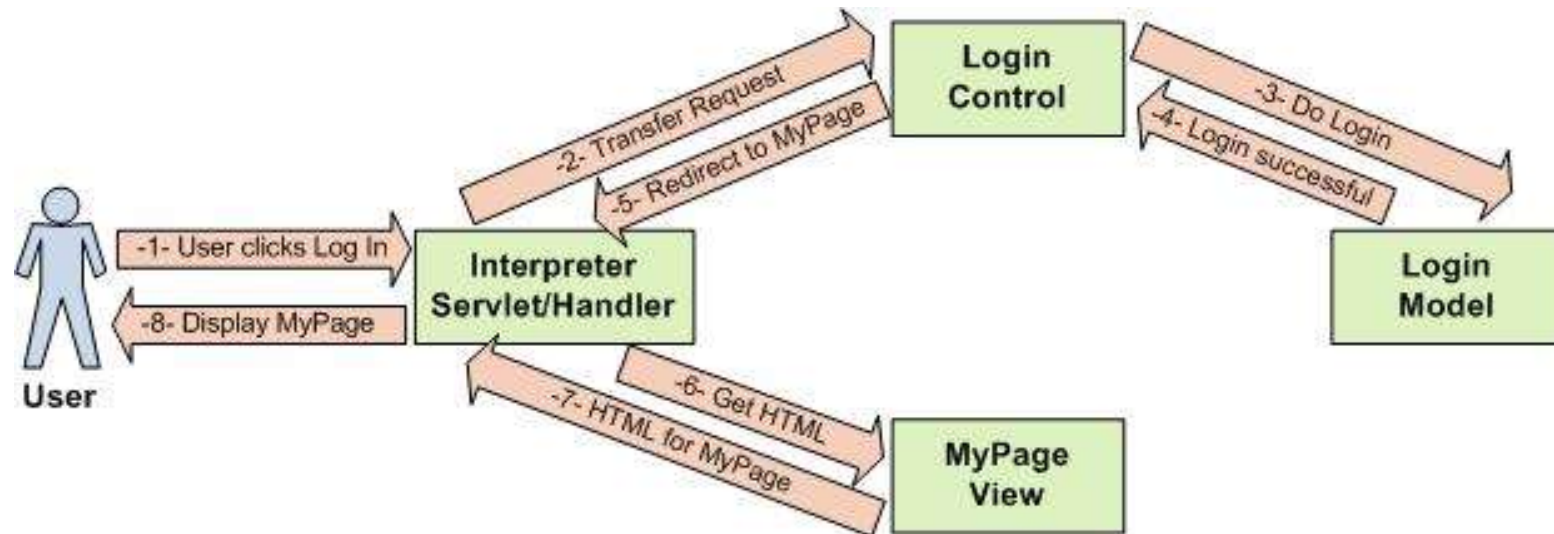 Login
Control
-2- Transfer Request
-5- Redirect to MyPage
-3- Do Login
-4- Login successful
-1- User clicks Log In
Interpreter
Servlet/Handler
Login
Model
-8- Display MyPage
User
-6- Get HTML
-7- HTML for MyPage
MyPage
View